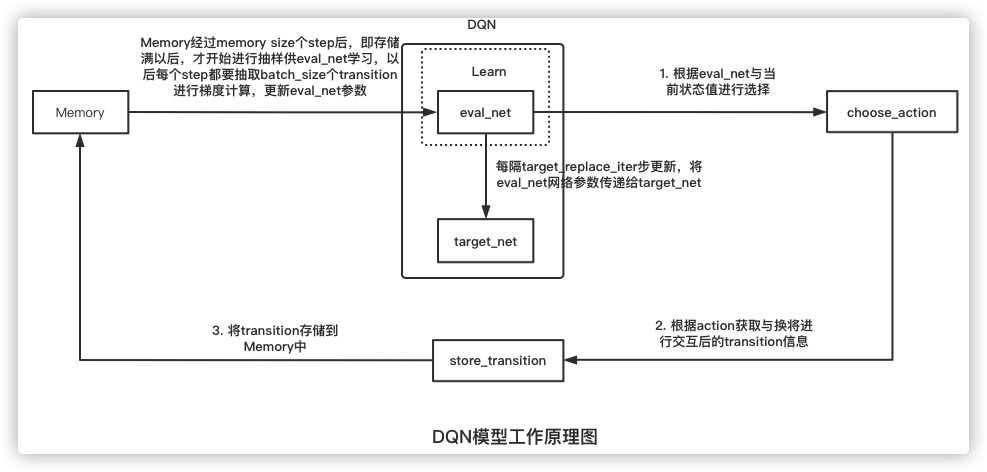 DQN
Memory经过memory size个step后，即存储
满以后，才开始进行抽样供eval_net学习，以
后每个step都要抽取batch_size个transition
进行梯度计算，更新eval_net参数
Learn
1. 根据eval_net与当
前状态值进行选择
Memory
eval_net
choose_action
每隔target_replace_iter步更新，将
eval_net网络参数传递给target_net
target_net
3. 将transition存储到
Memory中
2. 根据action获取与换将进
行交互后的transition信息
store_transition
DQN模型工作原理图